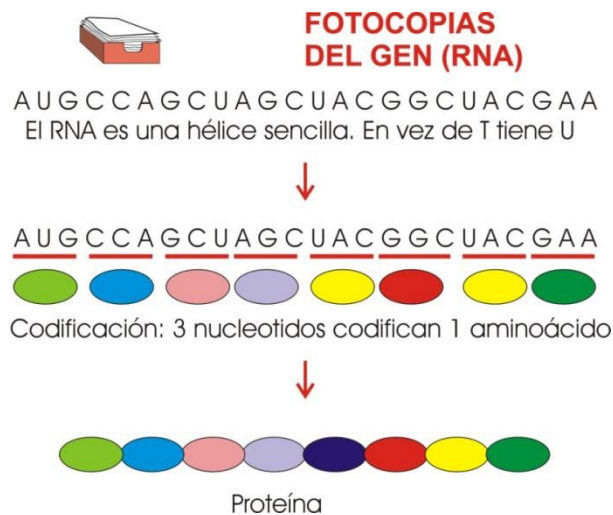 FOTOCOPIAS
DEL GEN (RNA)
A U G C C A G C U A G C U A C G G C U A C G A A
El RNA es una hélice sencilla. En vez de T tiene U
A U G C C A G C U A G C U A C G G C U A C G A A
Codificación: 3 nucleotidos codifican 1 aminoácido
Proteína